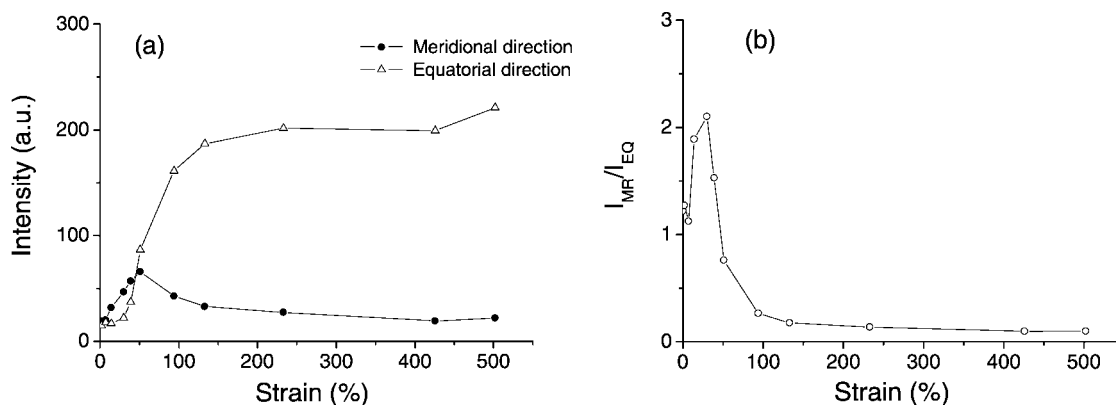 300
200
100
0
Intensity (a.u.)
(a)
Meridional direction
Equatorial direction
0 100 200 300 400 500
Strain (%)
3
2
1
0
I_MR/I_EQ
(b)
0 100 200 300 400 500
Strain (%)